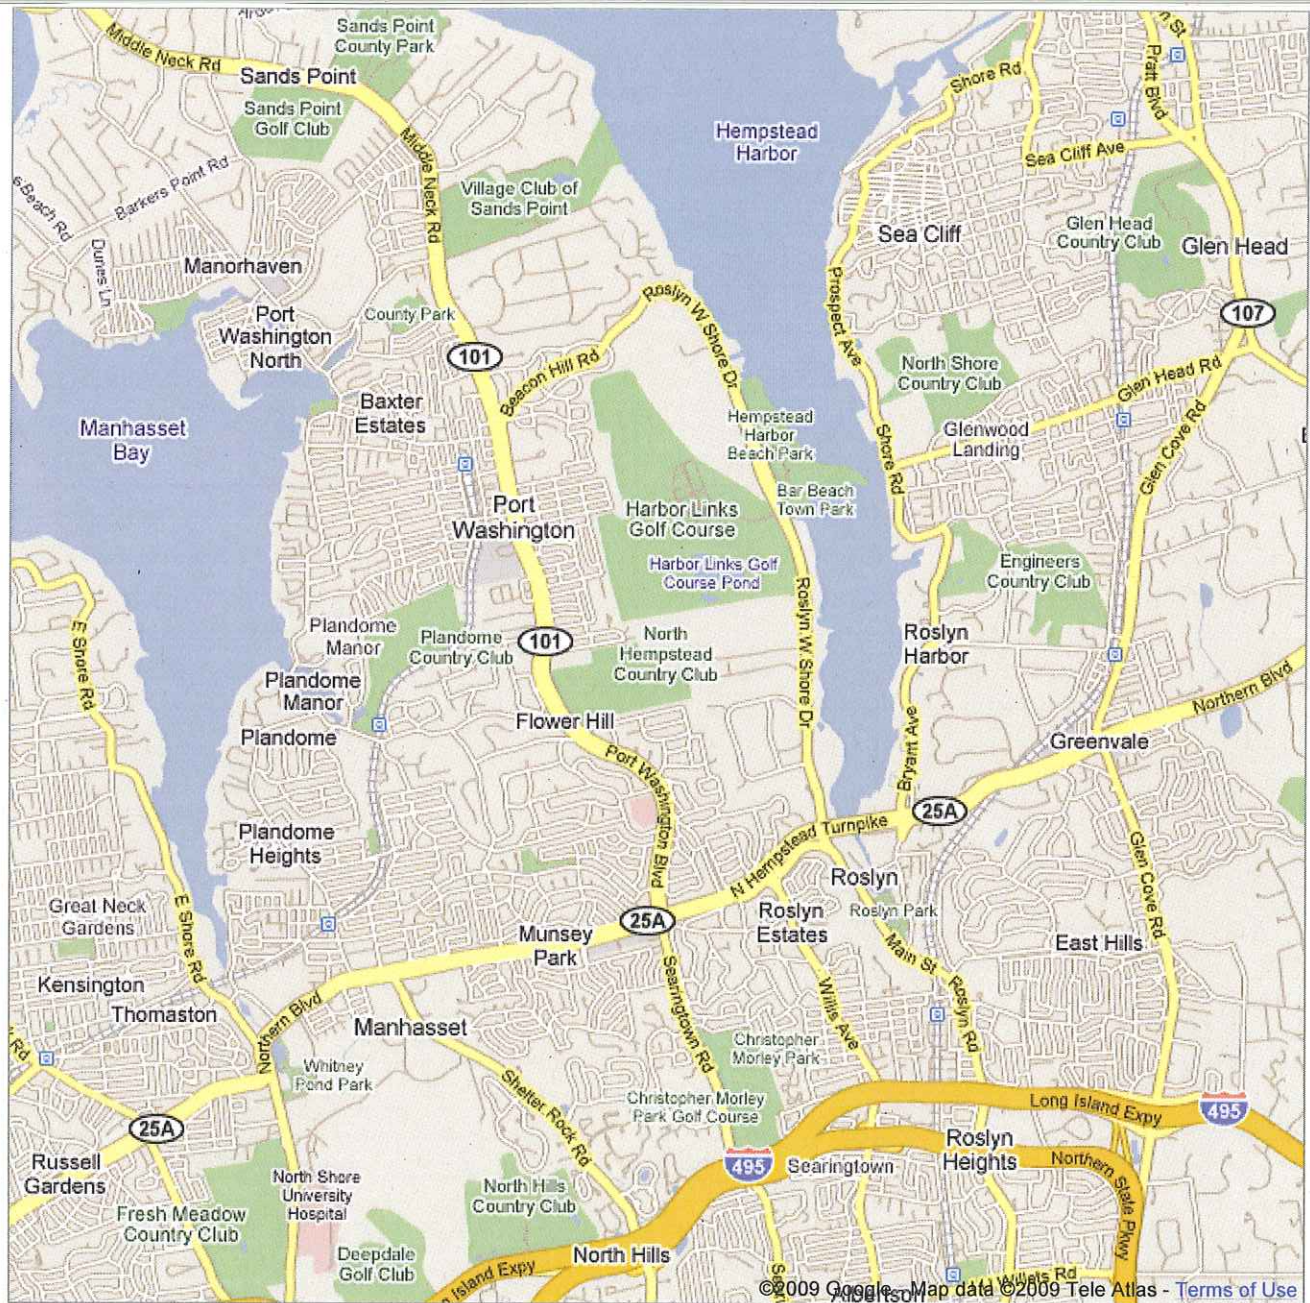 Sands Point
County Park
Middle Neck Rd
Sands Point
Sands Point
Golf Club
Shore Rd
Pratt Blvd
Hempstead
Harbor
Middle Neck Rd
Sea Cliff Ave
Barkers Point Rd
Beach Rd
Village Club of
Sands Point
Sea Cliff
Glen Head
Country Club
Glen Head
Dunes Ln
Manorhaven
Port
Washington
North
County Park
Roslyn W Shore Dr
Prospect Ave
107
101
Beacon Hill Rd
North Shore
Country Club
Glen Head Rd
Baxter
Estates
Manhasset
Bay
Hempstead
Harbor
Beach Park
Glenwood
Landing
Shore Rd
Glen Cove Rd
Port
Washington
Harbor Links
Golf Course
Bar Beach
Town Park
Harbor Links Golf
Course Pond
Engineers
Country Club
Roslyn W Shore Dr
E Shore Rd
Plandome
Manor
Plandome
Country Club
101
North
Hempstead
Country Club
Roslyn
Harbor
Plandome
Manor
Northern Blvd
Flower Hill
Plandome
Bryant Ave
Greenvale
Port Washington Blvd
25A
Plandome
Heights
N Hempstead Turnpike
Glen Cove Rd
Roslyn
Great Neck
Gardens
E Shore Rd
25A
Roslyn
Estates
Roslyn Park
Munsey
Park
East Hills
Main St
Kensington
Searingtown Rd
Willis Ave
Roslyn Rd
Thomaston
Northern Blvd
Manhasset
Rd
Christopher
Morley Park
Whitney
Pond Park
Shelter Rock Rd
Christopher Morley
Park Golf Course
Long Island Expy
495
25A
Roslyn
Heights
Russell
Gardens
495
Searingtown
Northern State Pkwy
North Shore
University
Hospital
North Hills
Country Club
Fresh Meadow
Country Club
Deepdale
Golf Club
North Hills
Island Expy
Willets Rd
Albertson
©2009 Google - Map data ©2009 Tele Atlas - Terms of Use